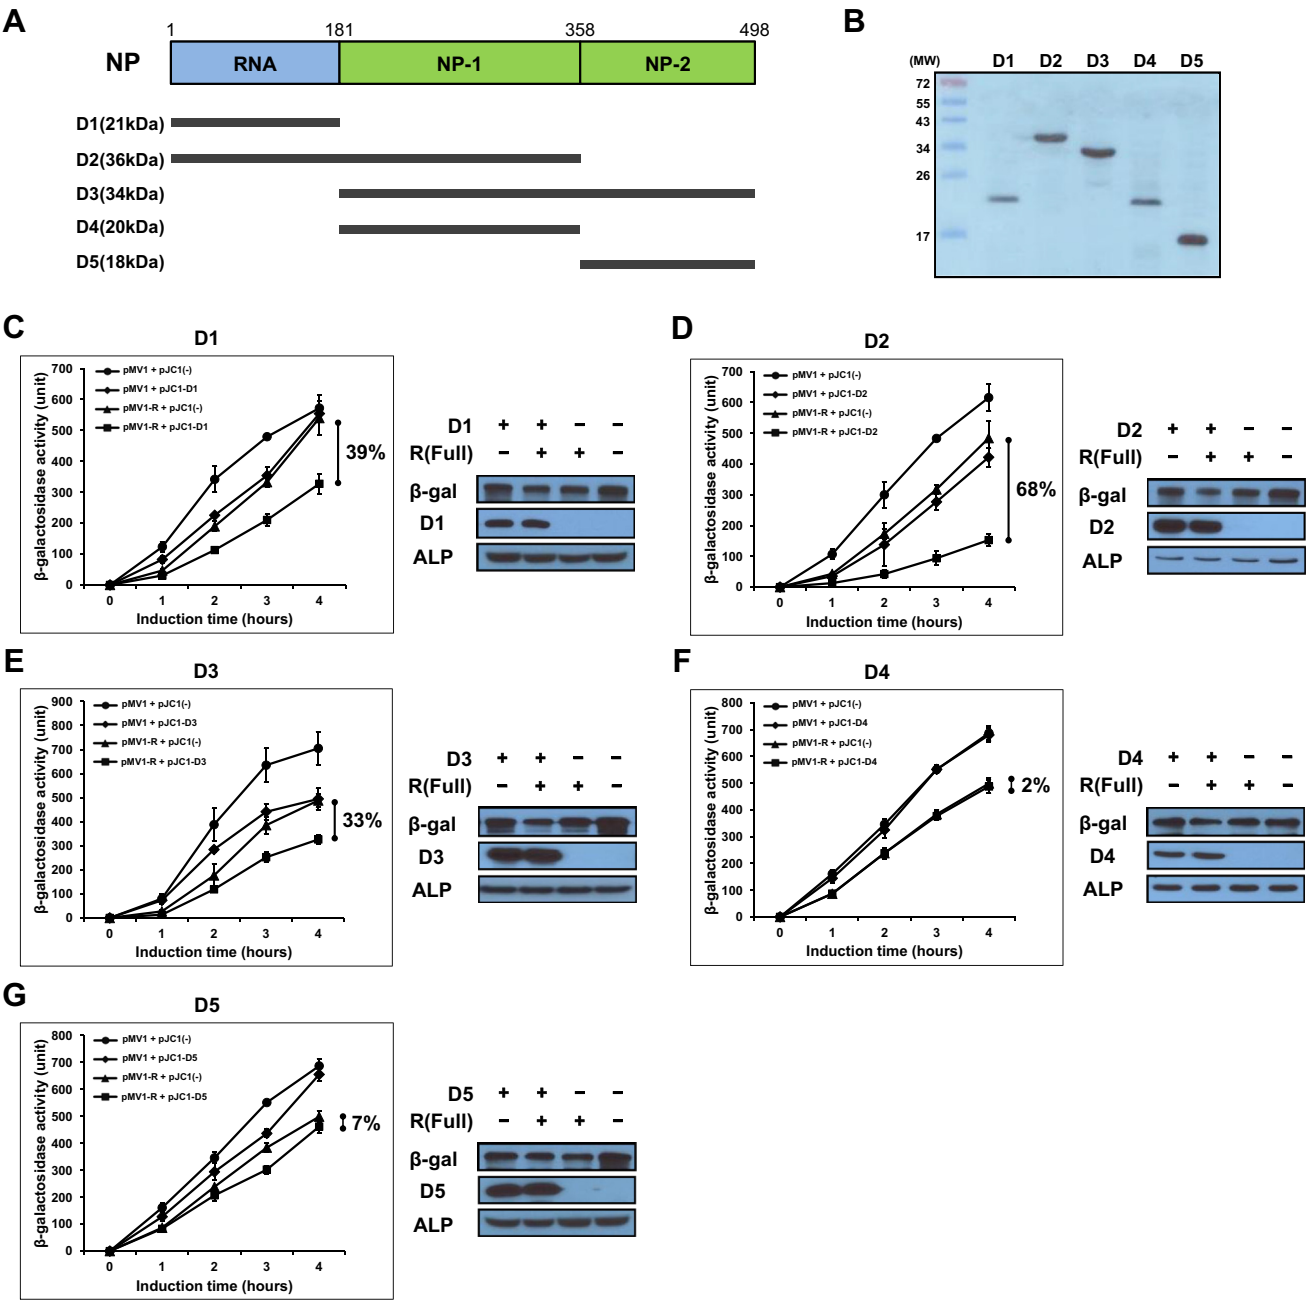 A
1 181 358 498
NP RNA NP-1 NP-2
D1(21kDa)
D2(36kDa)
D3(34kDa)
D4(20kDa)
D5(18kDa)
B
(MW) D1 D2 D3 D4 D5
72
55
43
34
26
17
C
D1
β-galactosidase activity (unit)
700
600
500
400
300
200
100
0
pMV1 + pJC1(-)
pMV1 + pJC1-D1
pMV1-R + pJC1(-)
pMV1-R + pJC1-D1
39%
0 1 2 3 4
Induction time (hours)
D1 + + − −
R(Full) − + + −
β-gal
D1
ALP
D
D2
β-galactosidase activity (unit)
700
600
500
400
300
200
100
0
pMV1 + pJC1(-)
pMV1 + pJC1-D2
pMV1-R + pJC1(-)
pMV1-R + pJC1-D2
68%
0 1 2 3 4
Induction time (hours)
D2 + + − −
R(Full) − + + −
β-gal
D2
ALP
E
D3
β-galactosidase activity (unit)
900
800
700
600
500
400
300
200
100
0
pMV1 + pJC1(-)
pMV1 + pJC1-D3
pMV1-R + pJC1(-)
pMV1-R + pJC1-D3
33%
0 1 2 3 4
Induction time (hours)
D3 + + − −
R(Full) − + + −
β-gal
D3
ALP
F
D4
β-galactosidase activity (unit)
800
700
600
500
400
300
200
100
0
pMV1 + pJC1(-)
pMV1 + pJC1-D4
pMV1-R + pJC1(-)
pMV1-R + pJC1-D4
2%
0 1 2 3 4
Induction time (hours)
D4 + + − −
R(Full) − + + −
β-gal
D4
ALP
G
D5
β-galactosidase activity (unit)
800
700
600
500
400
300
200
100
0
pMV1 + pJC1(-)
pMV1 + pJC1-D5
pMV1-R + pJC1(-)
pMV1-R + pJC1-D5
7%
0 1 2 3 4
Induction time (hours)
D5 + + − −
R(Full) − + + −
β-gal
D5
ALP